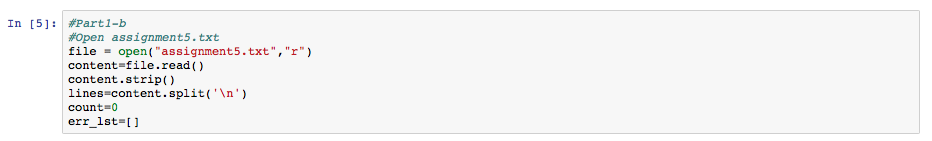 In [5]: #Part1-b
#Open assignment5.txt
file = open("assignment5.txt","r")
content=file.read()
content.strip()
lines=content.split('\n')
count=0
err_lst=[]